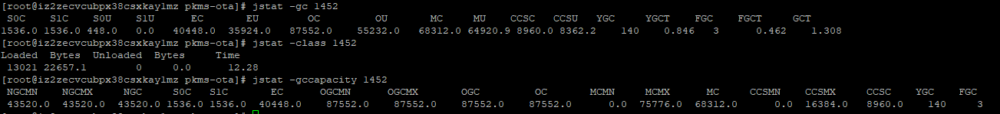 [root@iz2zecvcubpx38csxkaylmz pkms-ota]# jstat -gc 1452
S0C S1C S0U S1U EC EU OC OU MC MU CCSC CCSU YGC YGCT FGC FGCT GCT
1536.0 1536.0 448.0 0.0 40448.0 35924.0 87552.0 55232.0 68312.0 64920.9 8960.0 8362.2 140 0.846 3 0.462 1.308
[root@iz2zecvcubpx38csxkaylmz pkms-ota]# jstat -class 1452
Loaded Bytes Unloaded Bytes Time
13021 22657.1 0 0.0 12.28
[root@iz2zecvcubpx38csxkaylmz pkms-ota]# jstat -gccapacity 1452
NGCMN NGCMX NGC S0C S1C EC OGCMN OGCMX OGC OC MCMN MCMX MC CCSMN CCSMX CCSC YGC FGC
43520.0 43520.0 43520.0 1536.0 1536.0 40448.0 87552.0 87552.0 87552.0 87552.0 0.0 75776.0 68312.0 0.0 16384.0 8960.0 140 3